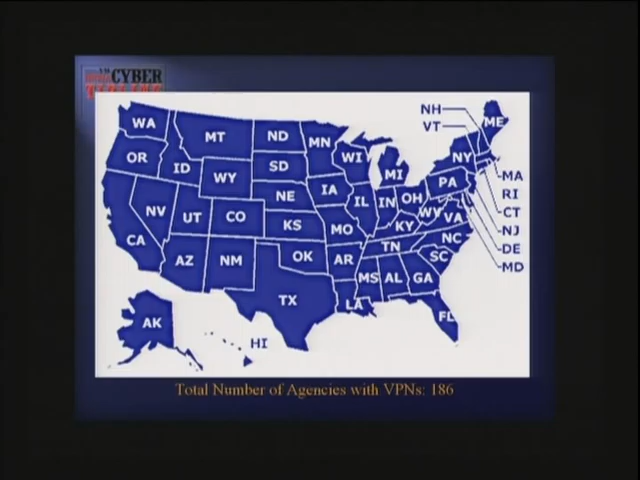 CYBER
TIPLINE
WA
MT
ND
MN
OR
ID
WY
SD
WI
MI
NH
VT
ME
NY
MA
RI
CT
NJ
DE
MD
NV
UT
CO
NE
IA
IL
IN
OH
PA
WV
VA
CA
AZ
NM
KS
MO
KY
NC
OK
AR
TN
SC
TX
LA
MS
AL
GA
FL
AK
HI
Total Number of Agencies with VPNs: 186